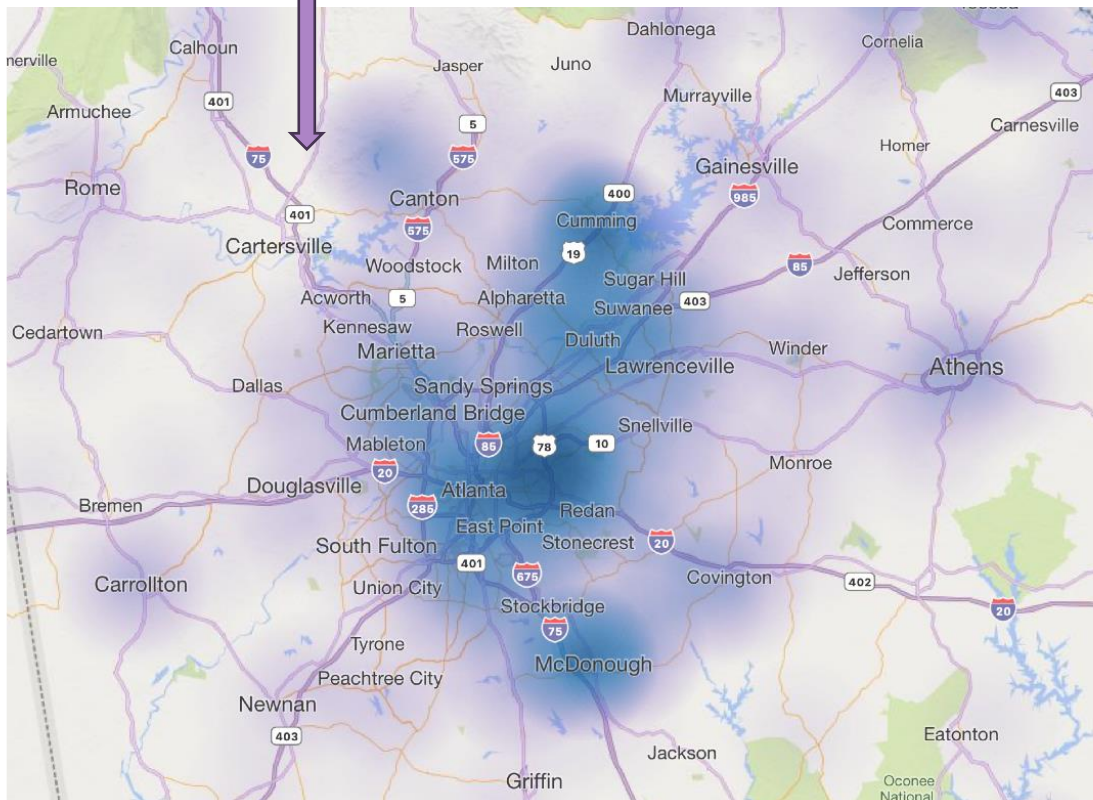 Calhoun
Dahlonega
Cornelia
Jasper
Juno
Murrayville
401
403
Armuchee
5
Carnesville
75
575
Homer
Gainesville
Rome
Canton
400
985
401
Cumming
Commerce
575
Cartersville
19
85
Woodstock
Milton
Sugar Hill
Jefferson
Acworth
5
Alpharetta
Suwanee
403
Kennesaw
Roswell
Cedartown
Marietta
Duluth
Winder
Lawrenceville
Athens
Dallas
Sandy Springs
Cumberland Bridge
Snellville
Mableton
85
78
10
20
Monroe
Douglasville
Atlanta
Bremen
285
Redan
East Point
South Fulton
Stonecrest
20
401
Carrollton
Union City
675
Covington
402
Stockbridge
20
75
Tyrone
McDonough
Peachtree City
Newnan
403
Eatonton
Jackson
Griffin
Oconee
National